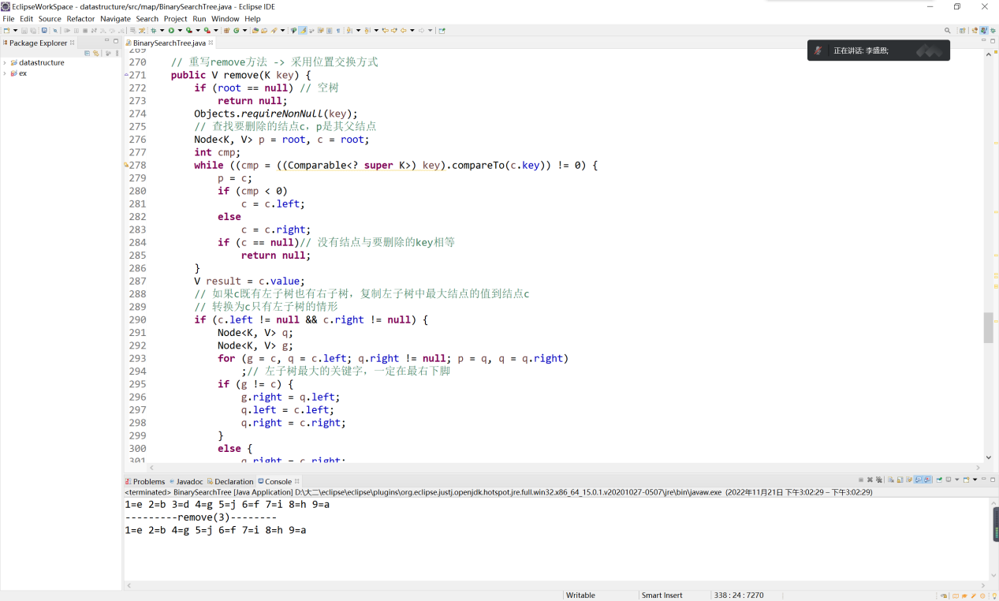 EclipseWorkSpace - datastructure/src/map/BinarySearchTree.java - Eclipse IDE
File Edit Source Refactor Navigate Search Project Run Window Help
Package Explorer
BinarySearchTree.java
datastructure
ex
正在讲话: 李盛恩;
269
270 // 重写remove方法 -> 采用位置交换方式
271 public V remove(K key) {
272 if (root == null) // 空树
273 return null;
274 Objects.requireNonNull(key);
275 // 查找要删除的结点c, p是其父结点
276 Node<K, V> p = root, c = root;
277 int cmp;
278 while ((cmp = ((Comparable<? super K>) key).compareTo(c.key)) != 0) {
279 p = c;
280 if (cmp < 0)
281 c = c.left;
282 else
283 c = c.right;
284 if (c == null)// 没有结点与要删除的key相等
285 return null;
286 }
287 V result = c.value;
288 // 如果c既有左子树也有右子树, 复制左子树中最大结点的值到结点c
289 // 转换为c只有左子树的情形
290 if (c.left != null && c.right != null) {
291 Node<K, V> q;
292 Node<K, V> g;
293 for (g = c, q = c.left; q.right != null; p = q, q = q.right)
294 ;// 左子树最大的关键字, 一定在最右下脚
295 if (g != c) {
296 g.right = q.left;
297 q.left = c.left;
298 q.right = c.right;
299 }
300 else {
301 q.right = c.right;
Problems Javadoc Declaration Console
<terminated> BinarySearchTree [Java Application] D:\大二\eclipse\eclipse\plugins\org.eclipse.justj.openjdk.hotspot.jre.full.win32.x86_64_15.0.1.v20201027-0507\jre\bin\javaw.exe (2022年11月21日 下午3:02:29 – 下午3:02:29)
1=e 2=b 3=d 4=g 5=j 6=f 7=i 8=h 9=a
---------remove(3)--------
1=e 2=b 4=g 5=j 6=f 7=i 8=h 9=a
Writable Smart Insert 338 : 24 : 7270